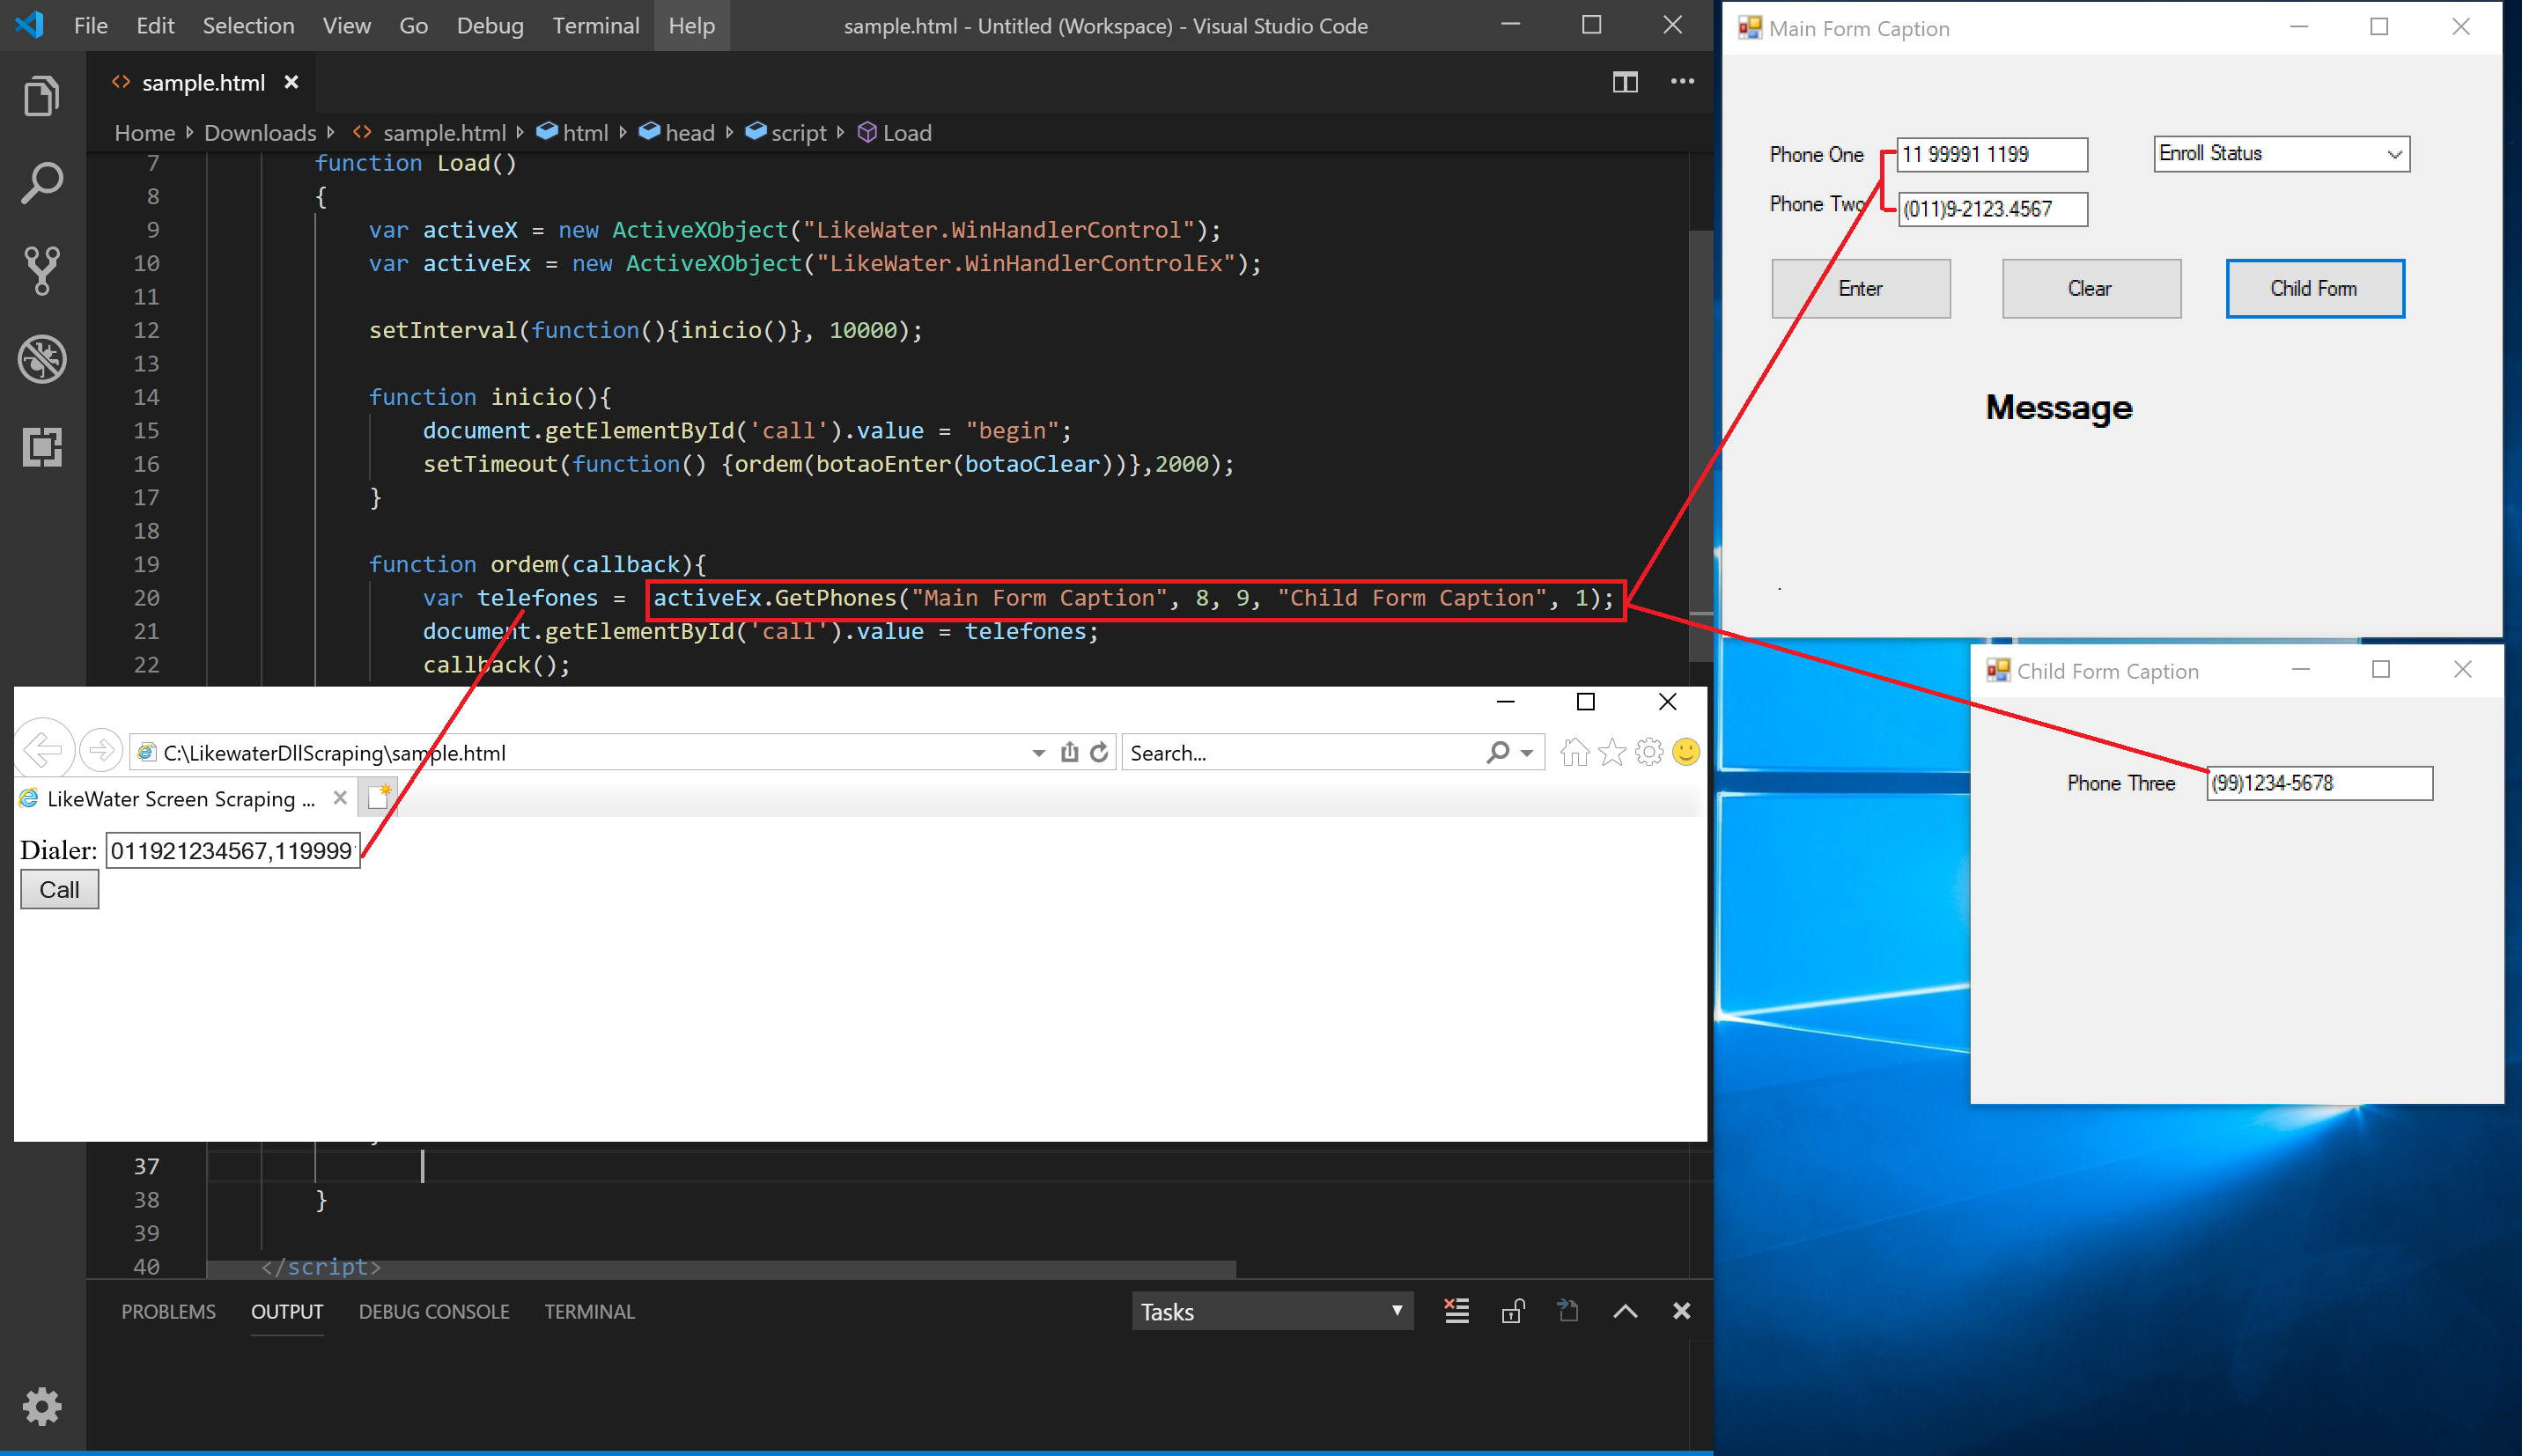 File Edit Selection View Go Debug Terminal Help
sample.html - Untitled (Workspace) - Visual Studio Code
sample.html
Home Downloads sample.html html head script Load
7 function Load()
8 {
9 var activeX = new ActiveXObject("LikeWater.WinHandlerControl");
10 var activeEx = new ActiveXObject("LikeWater.WinHandlerControlEx");
11
12 setInterval(function(){inicio()}, 10000);
13
14 function inicio(){
15 document.getElementById('call').value = "begin";
16 setTimeout(function() {ordem(botaoEnter(botaoClear))},2000);
17 }
18
19 function ordem(callback){
20 var telefones = activeEx.GetPhones("Main Form Caption", 8, 9, "Child Form Caption", 1);
21 document.getElementById('call').value = telefones;
22 callback();
C:\LikewaterDllScraping\sample.html
Search...
LikeWater Screen Scraping ...
Dialer: 011921234567,119999
Call
37
38 }
39
40 </script>
PROBLEMS OUTPUT DEBUG CONSOLE TERMINAL
Tasks
Main Form Caption
Phone One 11 99991 1199
Enroll Status
Phone Two (011)9-2123.4567
Enter Clear Child Form
Message
.
Child Form Caption
Phone Three (99)1234-5678